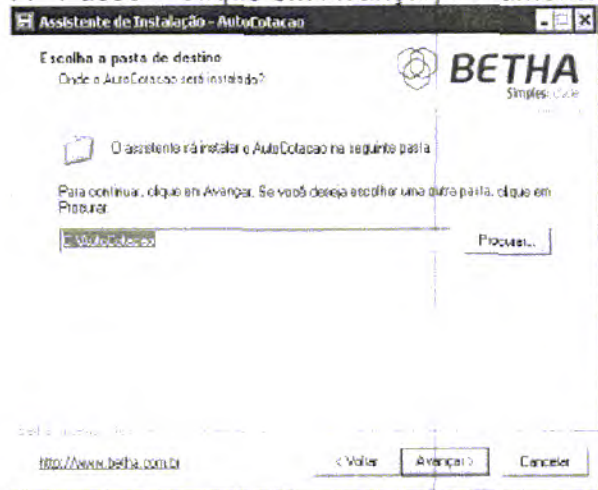 Assistente de Instalação - AutoCotacao
Escolha a pasta de destino
Onde o AutoCotacao será instalado?
BETHA
Simples
O assistente irá instalar o AutoCotacao na seguinte pasta
Para continuar, clique em Avançar. Se você deseja escolher uma outra pasta, clique em
Procurar.
C:\AutoCotacao
Procurar...
http://www.betha.com.br
< Voltar
Avançar >
Cancelar